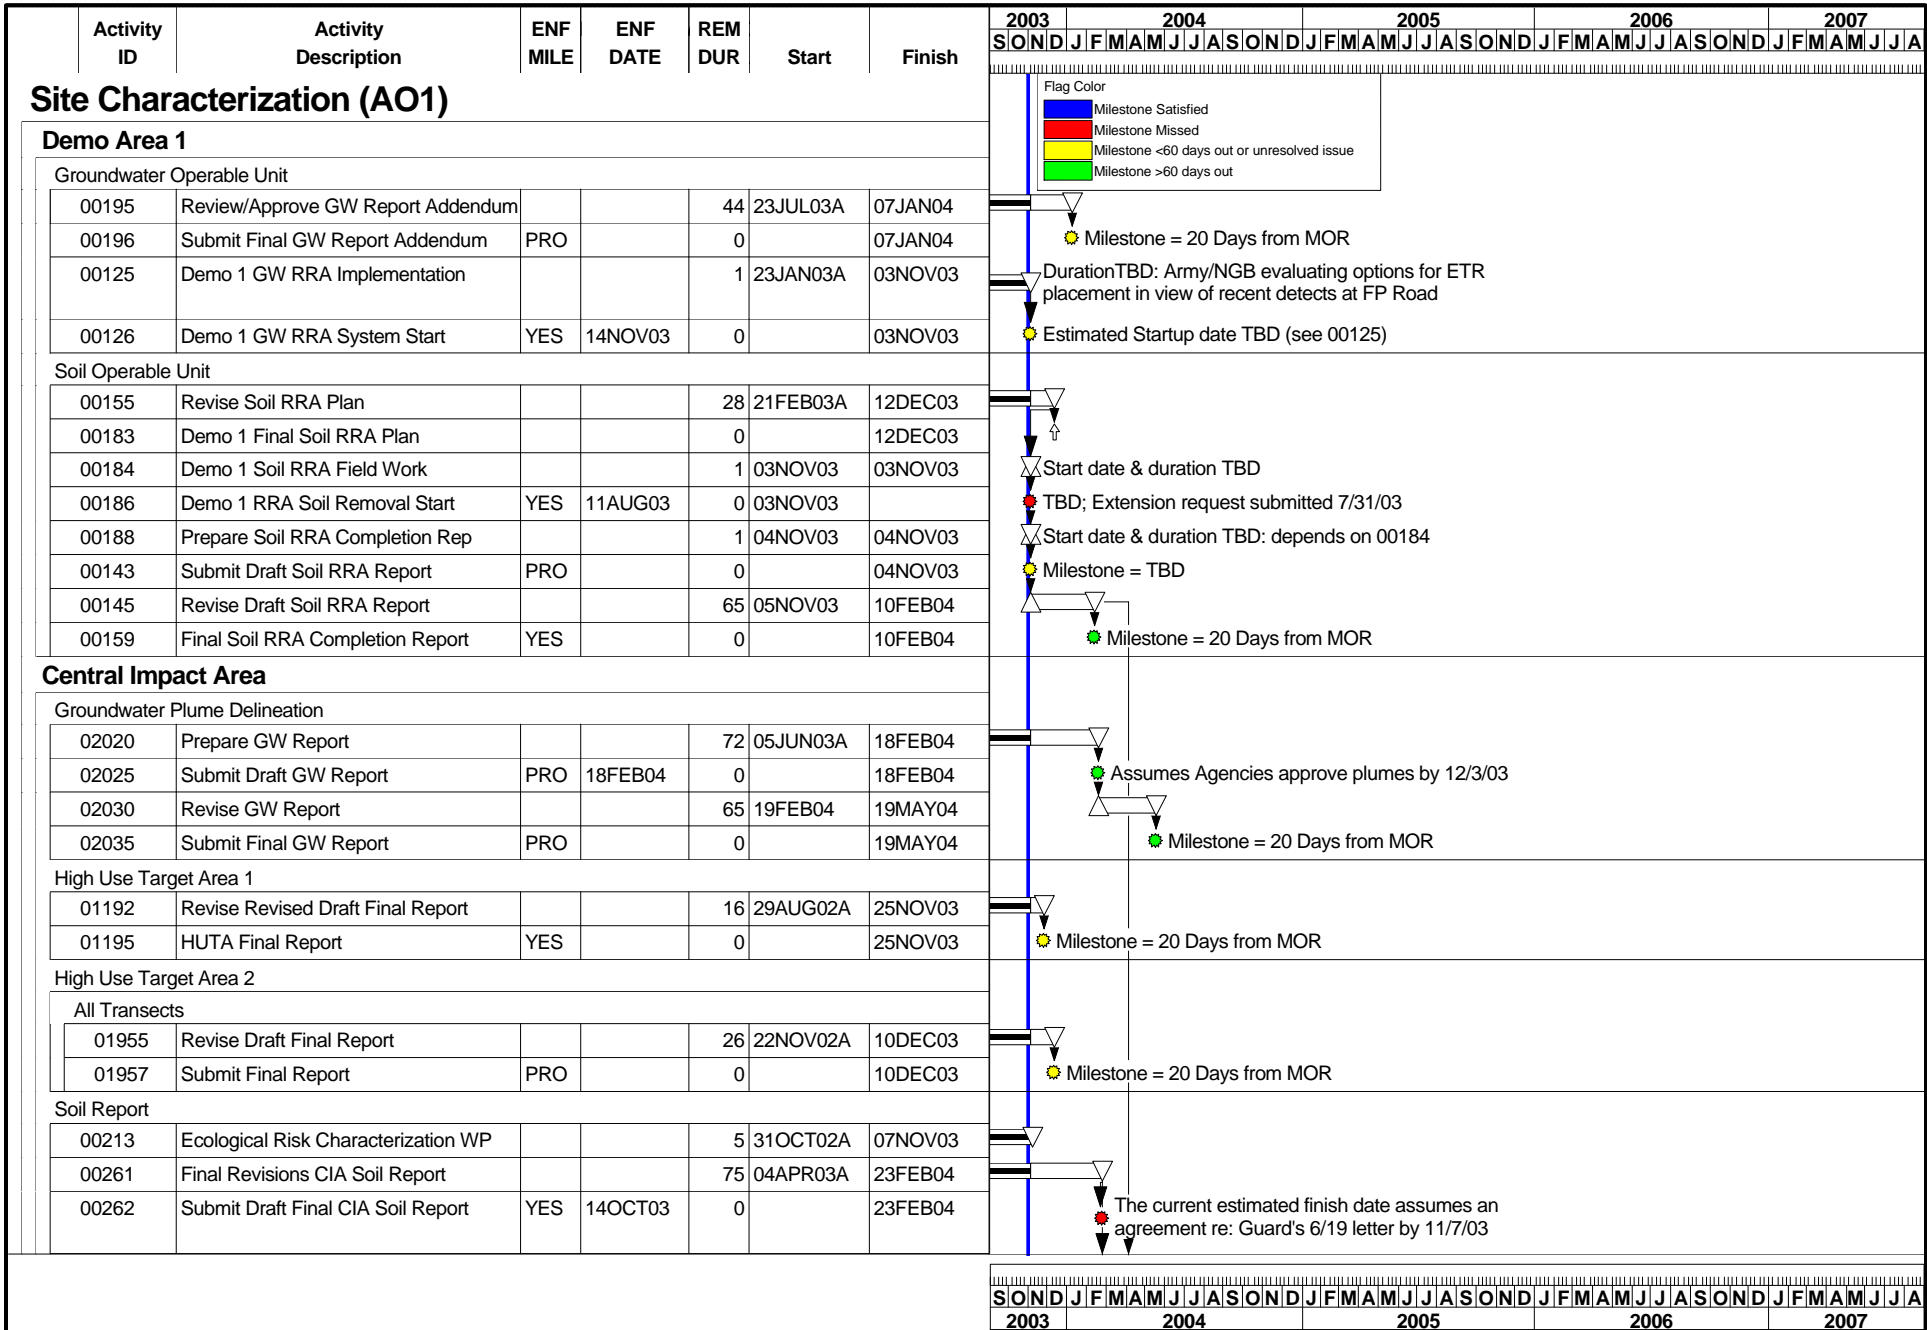 Activity ID Activity Description ENF MILE ENF DATE REM DUR Start Finish
2003 2004 2005 2006 2007
S O N D J F M A M J J A S O N D J F M A M J J A S O N D J F M A M J J A S O N D J F M A M J J A
Site Characterization (AO1)
Flag Color
Milestone Satisfied
Milestone Missed
Milestone <60 days out or unresolved issue
Milestone >60 days out
Demo Area 1
Groundwater Operable Unit
00195 Review/Approve GW Report Addendum 44 23JUL03A 07JAN04
00196 Submit Final GW Report Addendum PRO 0 07JAN04 Milestone = 20 Days from MOR
00125 Demo 1 GW RRA Implementation 1 23JAN03A 03NOV03 DurationTBD: Army/NGB evaluating options for ETR
placement in view of recent detects at FP Road
00126 Demo 1 GW RRA System Start YES 14NOV03 0 03NOV03 Estimated Startup date TBD (see 00125)
Soil Operable Unit
00155 Revise Soil RRA Plan 28 21FEB03A 12DEC03
00183 Demo 1 Final Soil RRA Plan 0 12DEC03
00184 Demo 1 Soil RRA Field Work 1 03NOV03 03NOV03 Start date & duration TBD
00186 Demo 1 RRA Soil Removal Start YES 11AUG03 0 03NOV03 TBD; Extension request submitted 7/31/03
00188 Prepare Soil RRA Completion Rep 1 04NOV03 04NOV03 Start date & duration TBD: depends on 00184
00143 Submit Draft Soil RRA Report PRO 0 04NOV03 Milestone = TBD
00145 Revise Draft Soil RRA Report 65 05NOV03 10FEB04
00159 Final Soil RRA Completion Report YES 0 10FEB04 Milestone = 20 Days from MOR
Central Impact Area
Groundwater Plume Delineation
02020 Prepare GW Report 72 05JUN03A 18FEB04
02025 Submit Draft GW Report PRO 18FEB04 0 18FEB04 Assumes Agencies approve plumes by 12/3/03
02030 Revise GW Report 65 19FEB04 19MAY04
02035 Submit Final GW Report PRO 0 19MAY04 Milestone = 20 Days from MOR
High Use Target Area 1
01192 Revise Revised Draft Final Report 16 29AUG02A 25NOV03
01195 HUTA Final Report YES 0 25NOV03 Milestone = 20 Days from MOR
High Use Target Area 2
All Transects
01955 Revise Draft Final Report 26 22NOV02A 10DEC03
01957 Submit Final Report PRO 0 10DEC03 Milestone = 20 Days from MOR
Soil Report
00213 Ecological Risk Characterization WP 5 31OCT02A 07NOV03
00261 Final Revisions CIA Soil Report 75 04APR03A 23FEB04
00262 Submit Draft Final CIA Soil Report YES 14OCT03 0 23FEB04 The current estimated finish date assumes an
agreement re: Guard's 6/19 letter by 11/7/03
S O N D J F M A M J J A S O N D J F M A M J J A S O N D J F M A M J J A S O N D J F M A M J J A
2003 2004 2005 2006 2007